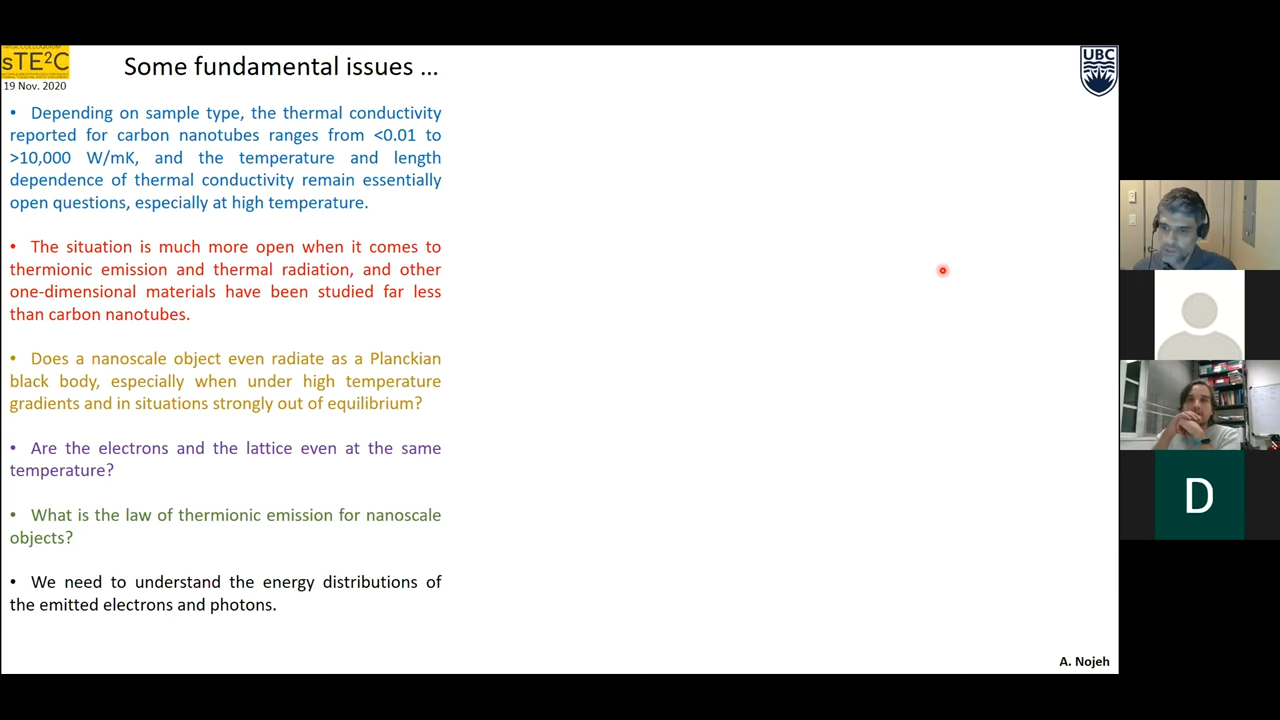 sTE²C
19 Nov. 2020
Some fundamental issues …
UBC
• Depending on sample type, the thermal conductivity
reported for carbon nanotubes ranges from <0.01 to
>10,000 W/mK, and the temperature and length
dependence of thermal conductivity remain essentially
open questions, especially at high temperature.
• The situation is much more open when it comes to
thermionic emission and thermal radiation, and other
one-dimensional materials have been studied far less
than carbon nanotubes.
• Does a nanoscale object even radiate as a Planckian
black body, especially when under high temperature
gradients and in situations strongly out of equilibrium?
• Are the electrons and the lattice even at the same
temperature?
• What is the law of thermionic emission for nanoscale
objects?
• We need to understand the energy distributions of
the emitted electrons and photons.
A. Nojeh
D